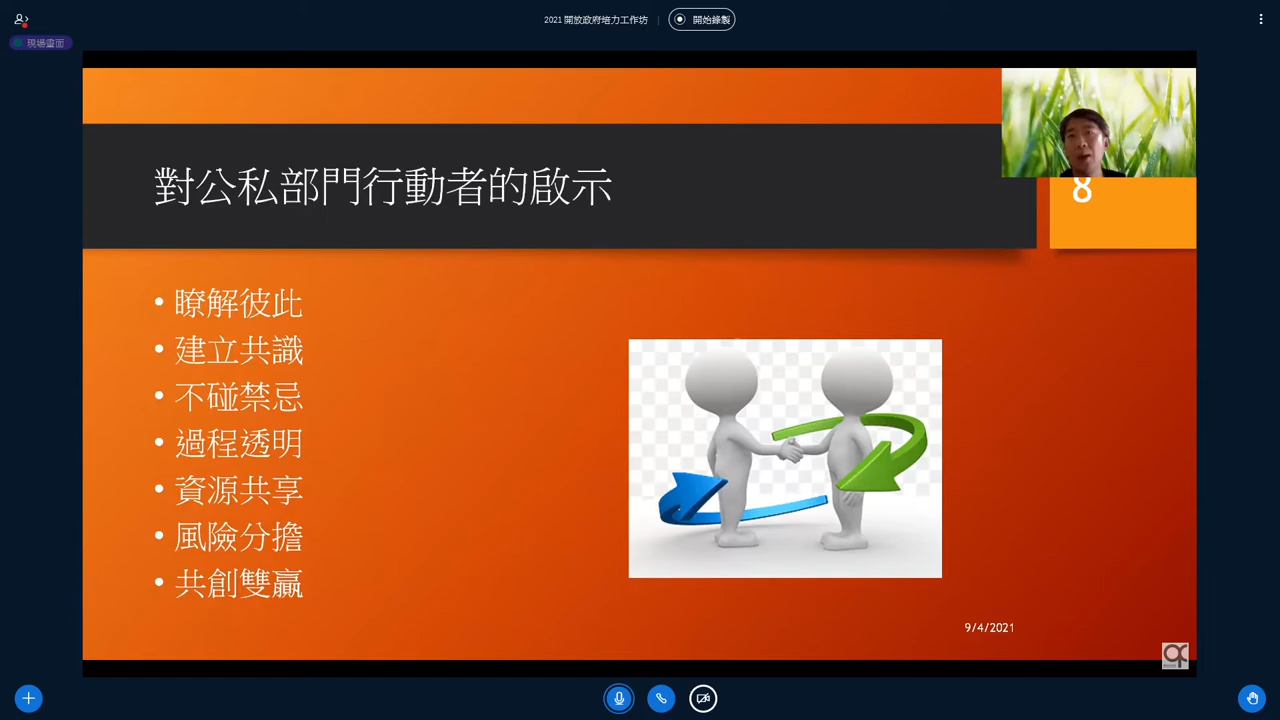 2021 開放政府培力工作坊
開始錄製
現場畫面
對公私部門行動者的啟示
8
• 瞭解彼此
• 建立共識
• 不碰禁忌
• 過程透明
• 資源共享
• 風險分擔
• 共創雙贏
9/4/2021